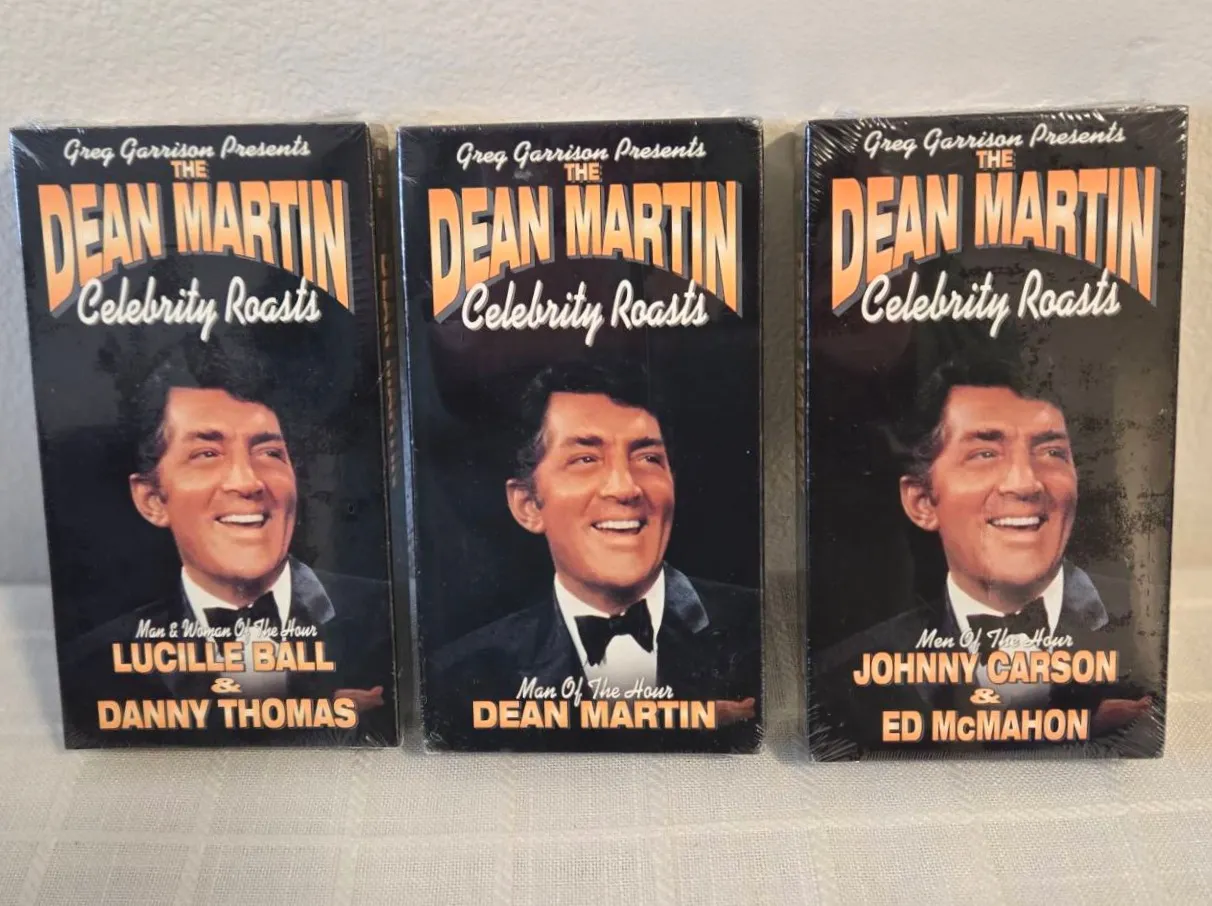 Greg Garrison Presents
THE
DEAN MARTIN
Celebrity Roasts
Man & Woman Of The Hour
LUCILLE BALL
&
DANNY THOMAS
Greg Garrison Presents
THE
DEAN MARTIN
Celebrity Roasts
Man Of The Hour
DEAN MARTIN
Greg Garrison Presents
THE
DEAN MARTIN
Celebrity Roasts
Men Of The Hour
JOHNNY CARSON
&
ED McMAHON